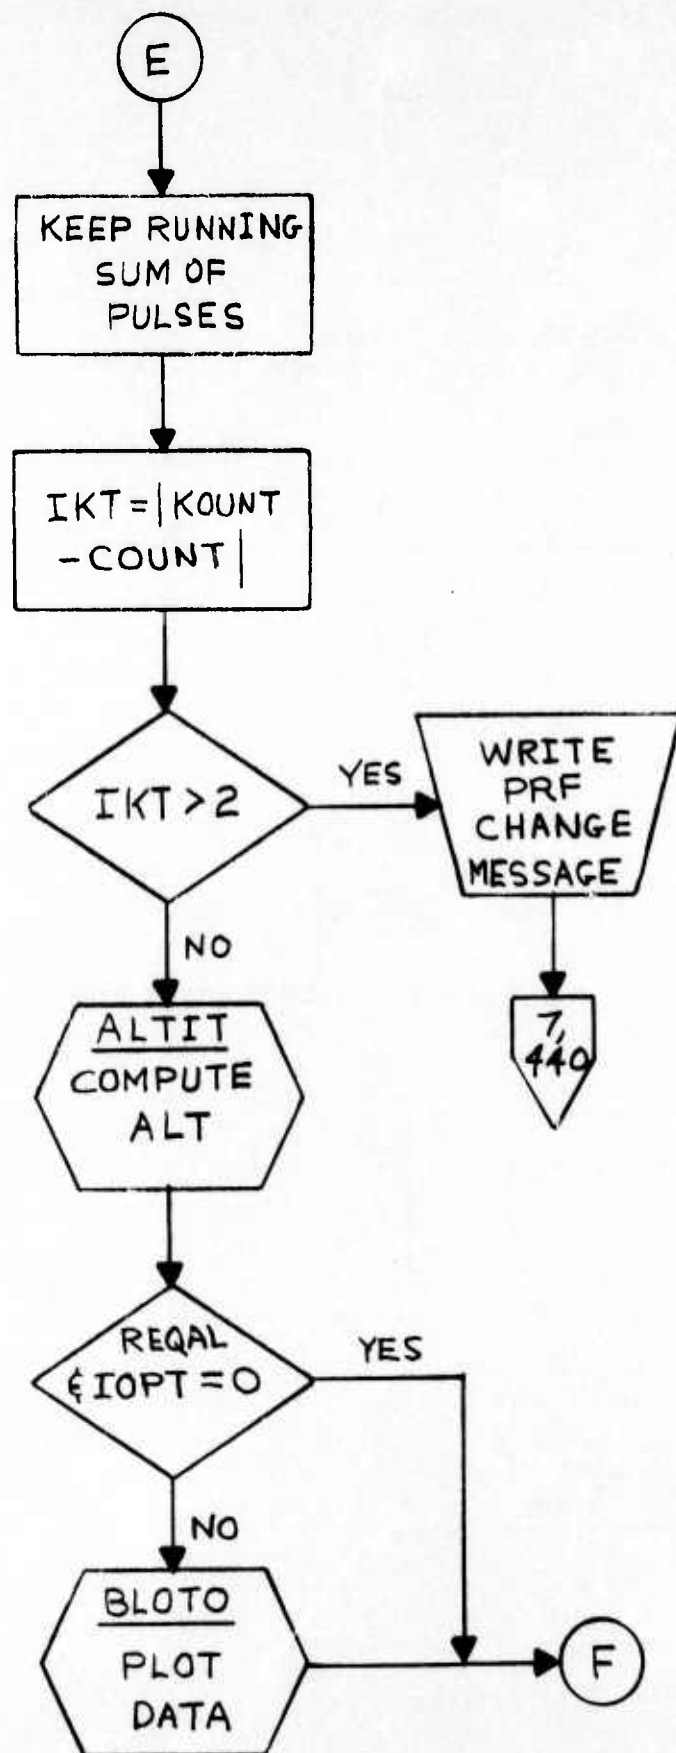 E
KEEP RUNNING
SUM OF
PULSES
IKT=|KOUNT
-COUNT|
IKT>2
YES
WRITE
PRF
CHANGE
MESSAGE
NO
7,
440
ALTIT
COMPUTE
ALT
REQAL
&IOPT=0
YES
NO
BLOTO
PLOT
DATA
F